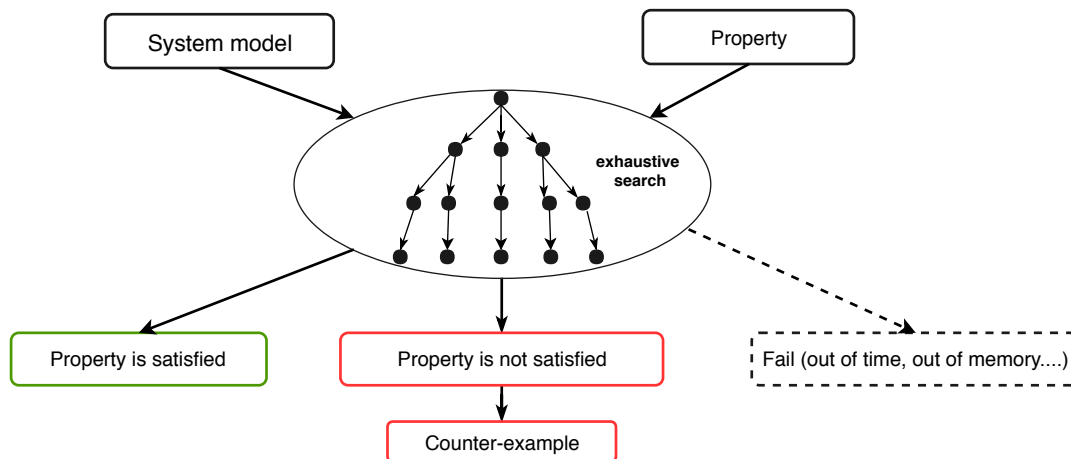 System model
Property
exhaustive
search
Property is satisfied
Property is not satisfied
Fail (out of time, out of memory....)
Counter-example